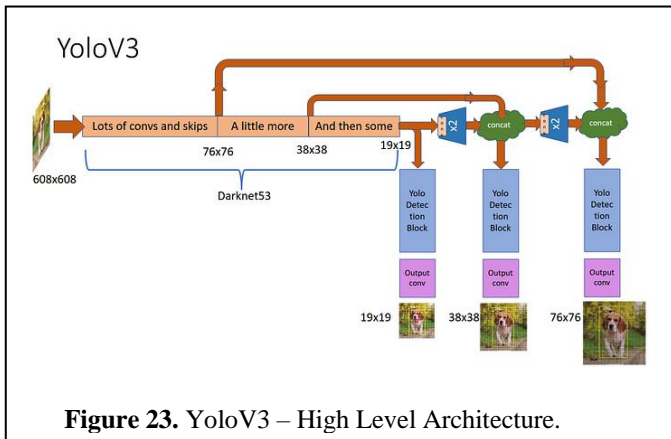 YoloV3
Lots of convs and skips
A little more
And then some
x2
concat
x2
concat
76x76
38x38
19x19
608x608
Darknet53
Yolo
Detec
tion
Block
Yolo
Detec
tion
Block
Yolo
Detec
tion
Block
Output
conv
Output
conv
Output
conv
19x19
38x38
76x76
Figure 23. YoloV3 – High Level Architecture.